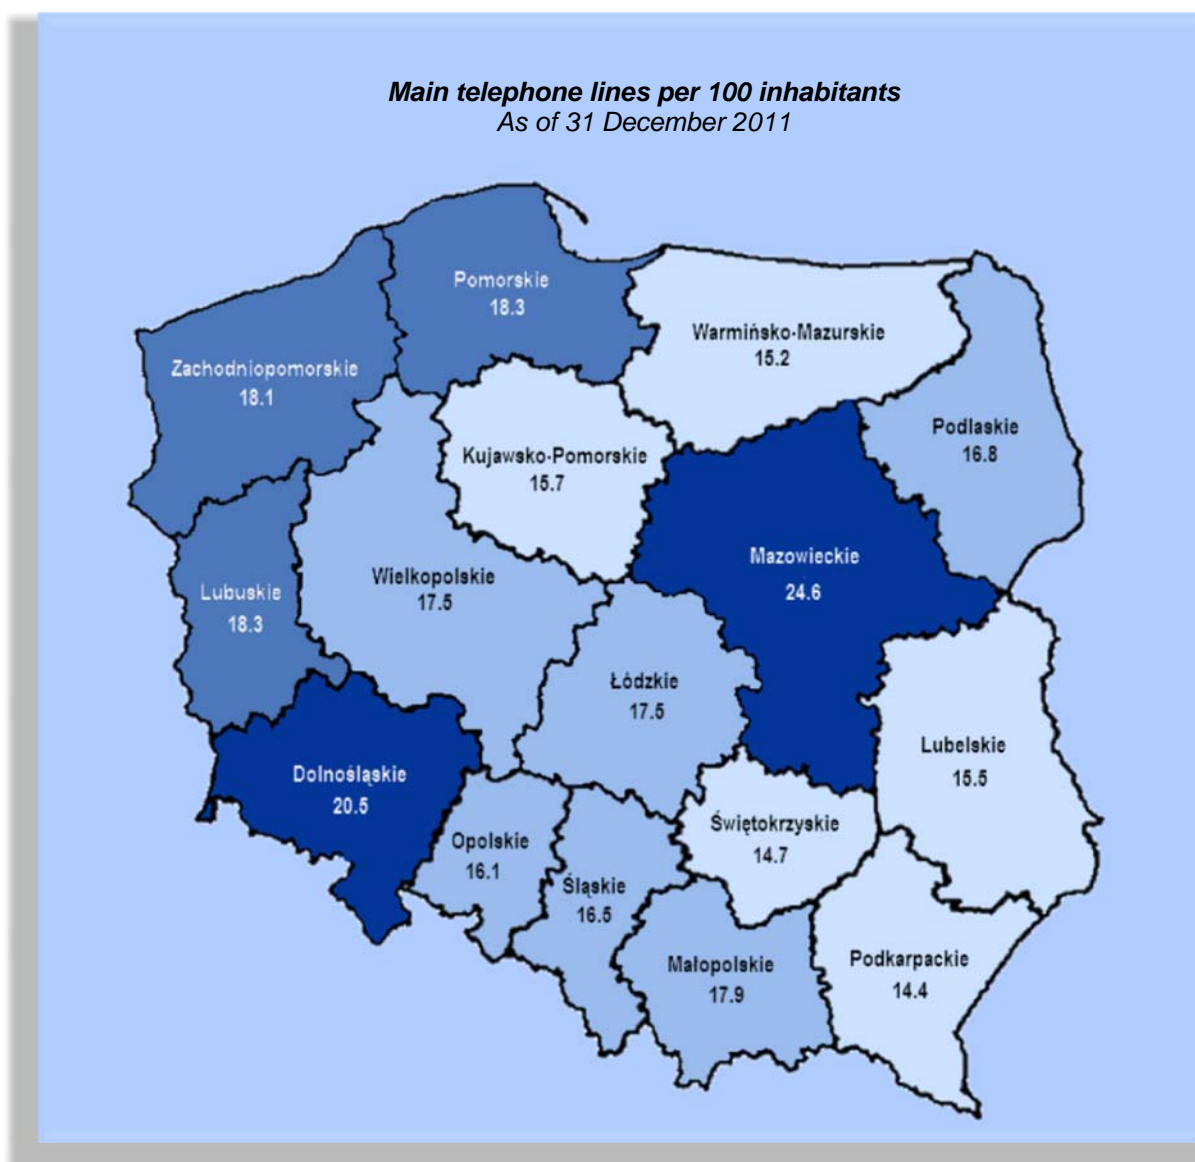 Main telephone lines per 100 inhabitants
As of 31 December 2011
Pomorskie
18.3
Warmińsko-Mazurskie
15.2
Zachodniopomorskie
18.1
Podlaskie
16.8
Kujawsko-Pomorskie
15.7
Mazowieckie
24.6
Wielkopolskie
17.5
Lubuskie
18.3
Łódzkie
17.5
Lubelskie
15.5
Dolnośląskie
20.5
Świętokrzyskie
14.7
Opolskie
16.1
Śląskie
16.5
Małopolskie
17.9
Podkarpackie
14.4